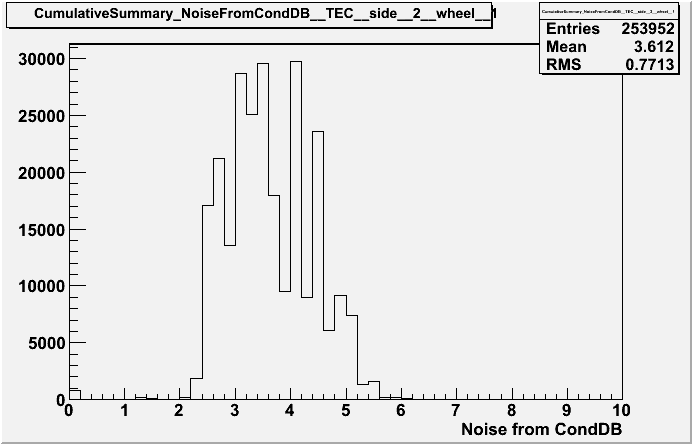 CumulativeSummary_NoiseFromCondDB__TEC__side__2__wheel__1
CumulativeSummary_NoiseFromCondDB__TEC__side__2__wheel__1
Entries 253952
Mean 3.612
RMS 0.7713
30000
25000
20000
15000
10000
5000
0
0 1 2 3 4 5 6 7 8 9 10
Noise from CondDB